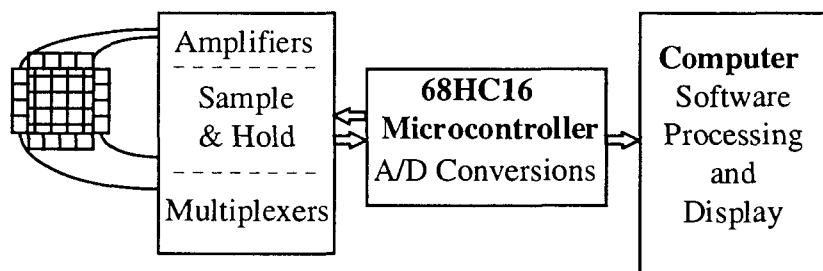 Amplifiers
Sample
& Hold
Multiplexers
68HC16
Microcontroller
A/D Conversions
Computer
Software
Processing
and
Display